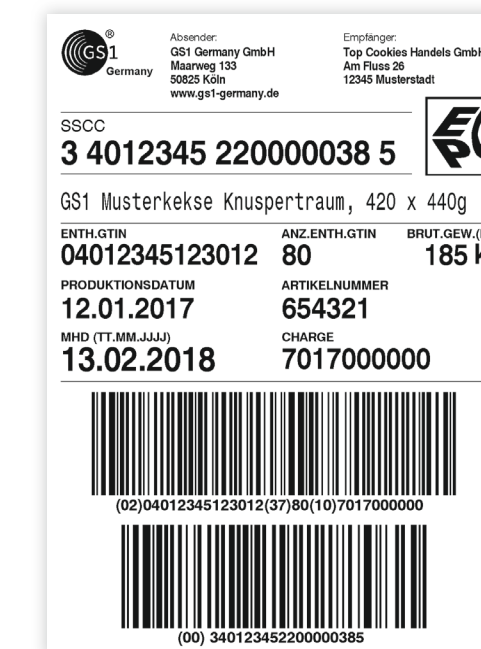 GS1
Germany
®
Absender:
GS1 Germany GmbH
Maarweg 133
50825 Köln
www.gs1-germany.de
Empfänger:
Top Cookies Handels GmbH
Am Fluss 26
12345 Musterstadt
SSCC
3 4012345 220000038 5
GS1 Musterkekse Knuspertraum, 420 x 440g
ENTH.GTIN
04012345123012
ANZ.ENTH.GTIN
80
BRUT.GEW.(
185
PRODUKTIONSDATUM
12.01.2017
ARTIKELNUMMER
654321
MHD (TT.MM.JJJJ)
13.02.2018
CHARGE
7017000000
(02)04012345123012(37)80(10)7017000000
(00) 340123452200000385